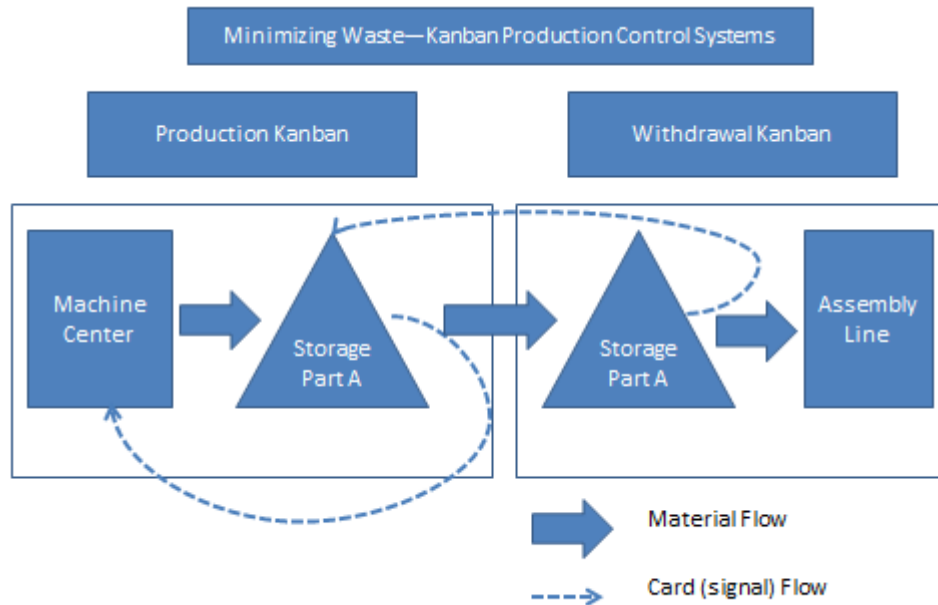 Minimizing Waste—Kanban Production Control Systems
Production Kanban
Withdrawal Kanban
Machine
Center
Storage
Part A
Storage
Part A
Assembly
Line
Material Flow
Card (signal) Flow